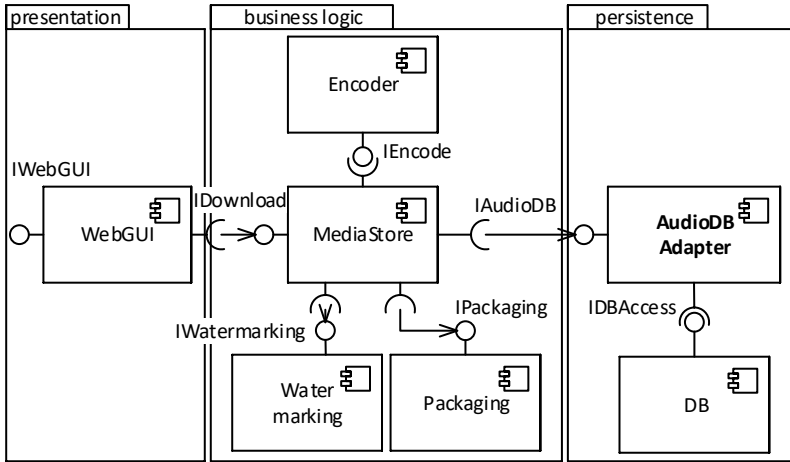 presentation
business logic
persistence
Encoder
IEncode
IWebGUI
WebGUI
IDownload
MediaStore
IAudioDB
AudioDB
Adapter
IWatermarking
IPackaging
IDBAccess
Water
marking
Packaging
DB